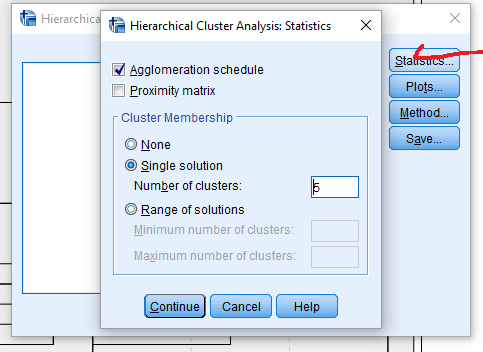 Hierarchical
Hierarchical Cluster Analysis: Statistics
Agglomeration schedule
Proximity matrix
Cluster Membership
None
Single solution
Number of clusters: 5
Range of solutions
Minimum number of clusters:
Maximum number of clusters:
Continue Cancel Help
Statistics...
Plots...
Method...
Save...